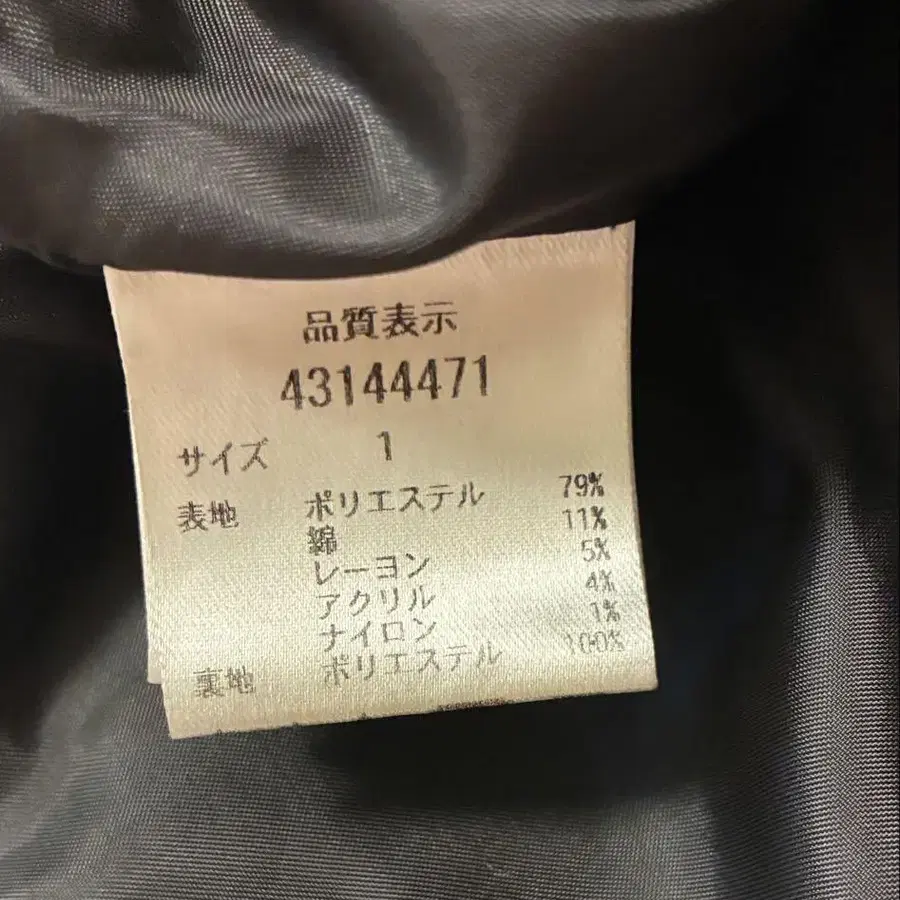 品質表示
43144471
サイズ 1
表地 ポリエステル 79%
綿 11%
レーヨン 5%
アクリル 4%
ナイロン 1%
裏地 ポリエステル 100%